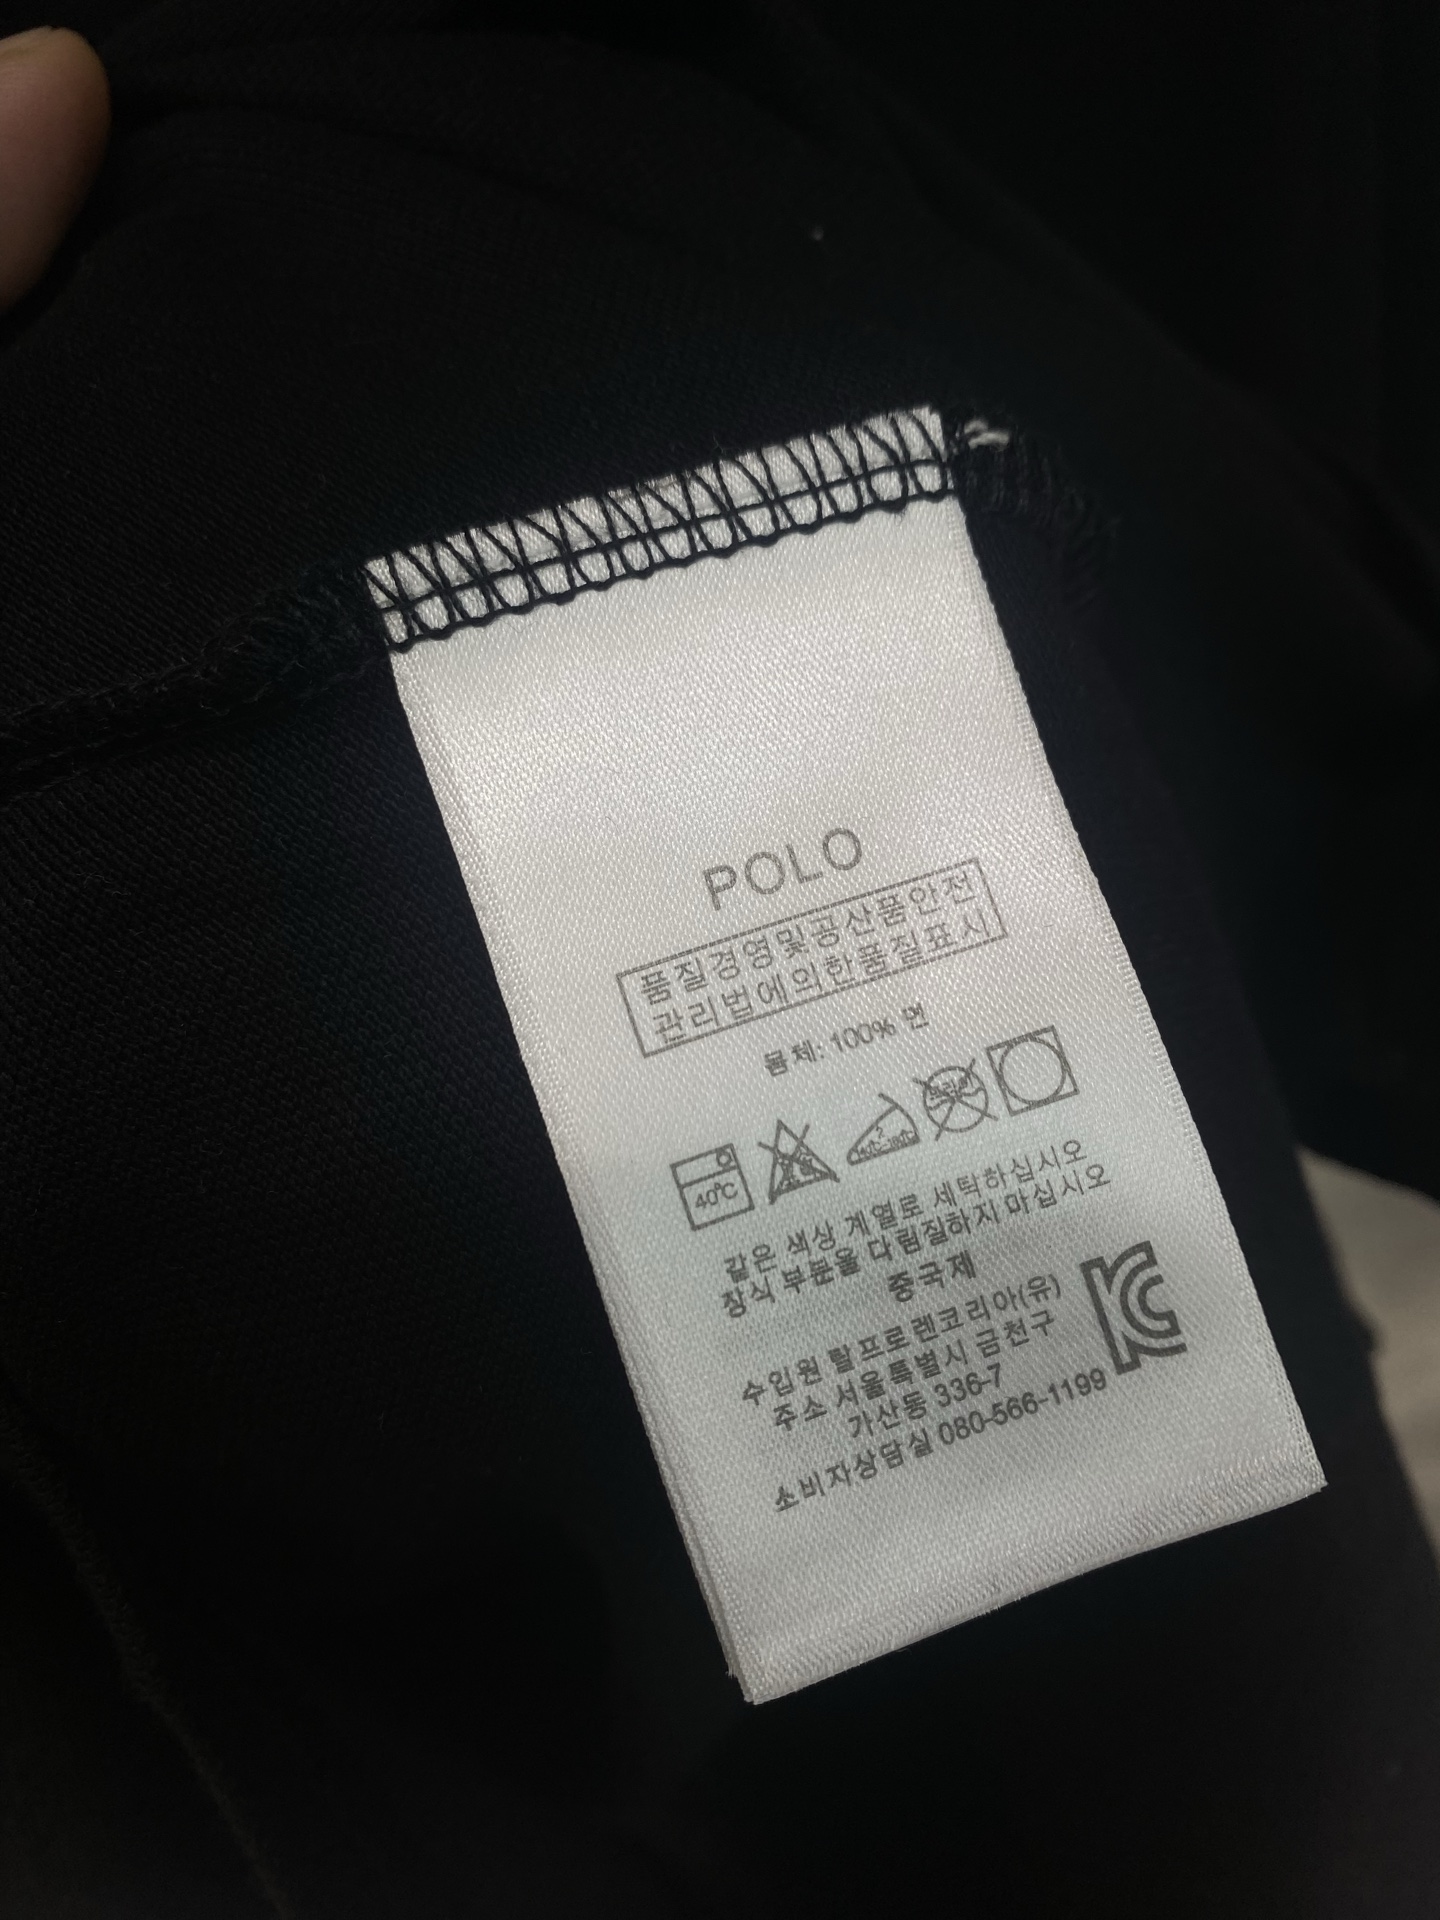 POLO
품질경영및공산품안전
관리법에의한품질표시
몸체: 100% 면
40℃
드라이
같은 색상 계열로 세탁하십시오
장식 부분을 다림질하지 마십시오
중국제
수입원 랄프로렌코리아(유)
주소 서울특별시 금천구
가산동 336-7
소비자상담실 080-566-1199